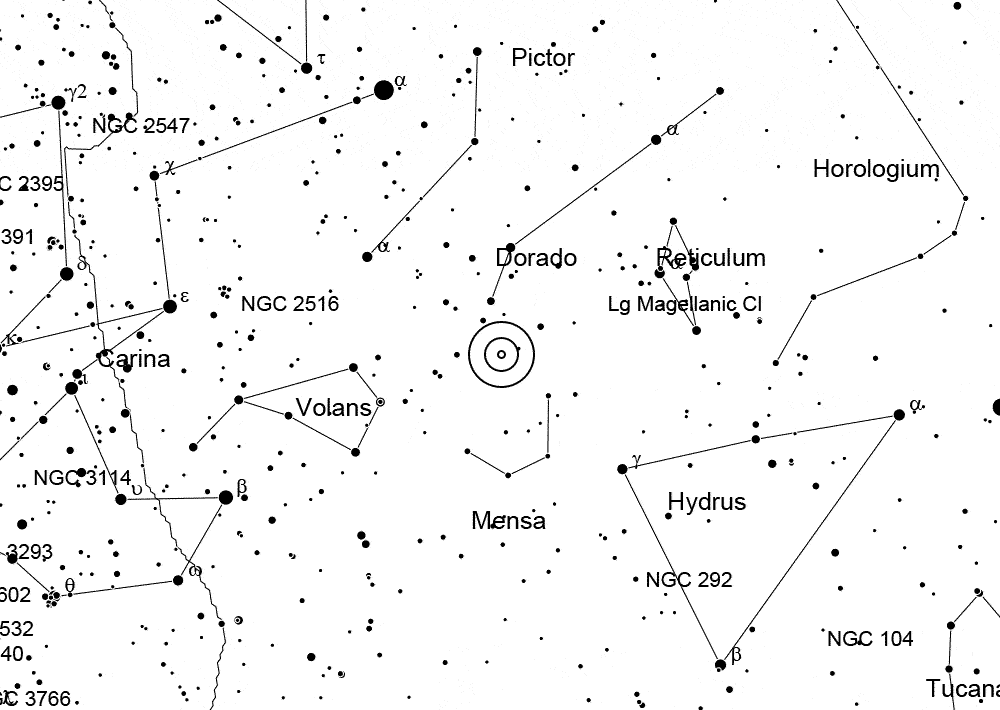 Pictor
τ
α
γ2
NGC 2547
α
χ
Horologium
C 2395
391
α
Dorado
Reticulum
α
δ
ε
NGC 2516
Lg Magellanic Cl
κ
Carina
ι
Volans
α
γ
NGC 3114
υ
β
Hydrus
Mensa
3293
ω
θ
NGC 292
602
532
NGC 104
40
β
GC 3766
Tucana